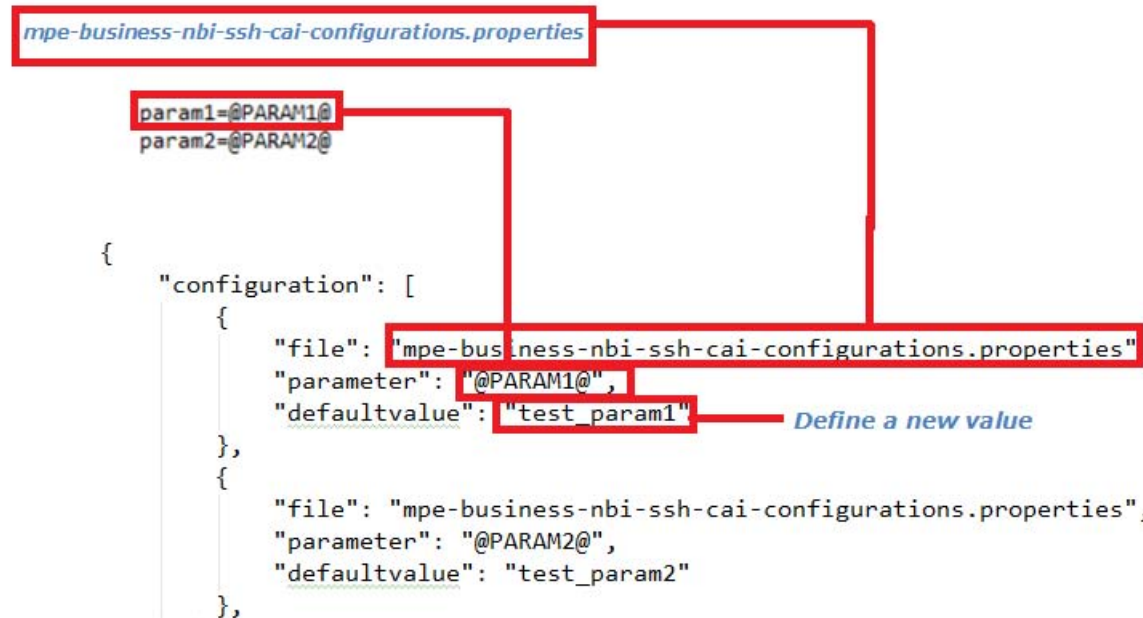 mpe-business-nbi-ssh-cai-configurations.properties
param1=@PARAM1@
param2=@PARAM2@
{
"configuration": [
{
"file": "mpe-business-nbi-ssh-cai-configurations.properties"
"parameter": "@PARAM1@",
"defaultvalue": "test_param1" Define a new value
},
{
"file": "mpe-business-nbi-ssh-cai-configurations.properties",
"parameter": "@PARAM2@",
"defaultvalue": "test_param2"
},